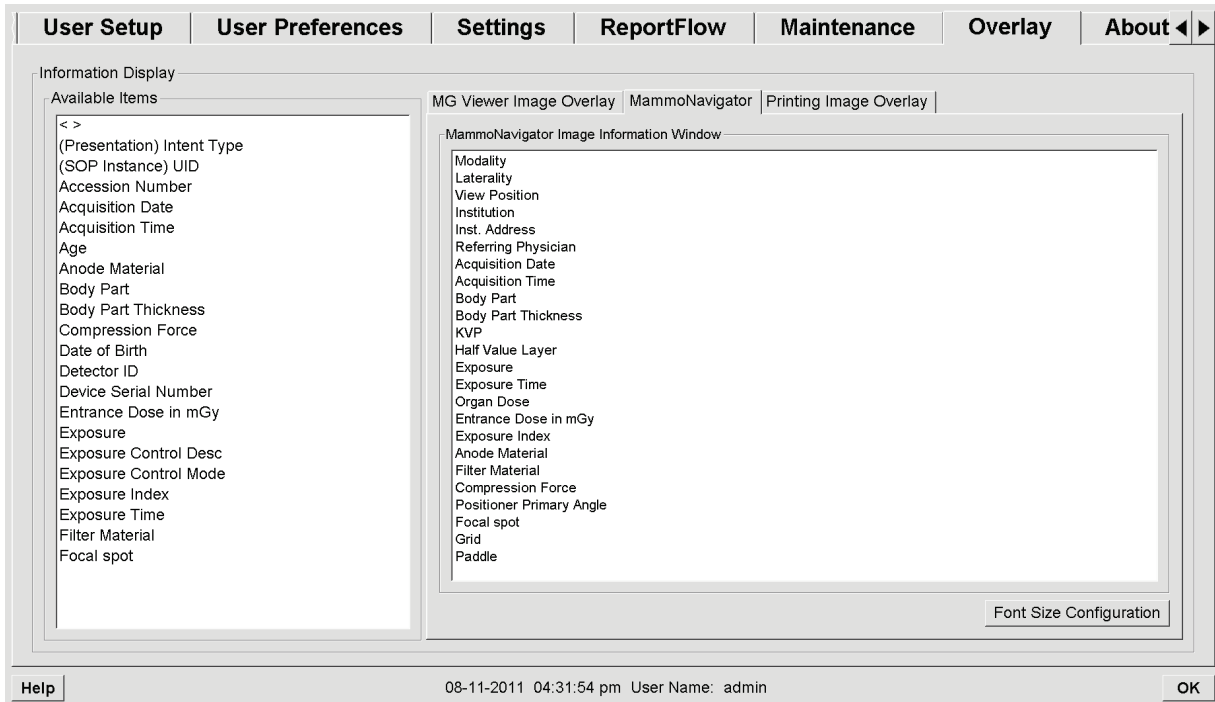 User Setup User Preferences Settings ReportFlow Maintenance Overlay About
Information Display
Available Items
< >
(Presentation) Intent Type
(SOP Instance) UID
Accession Number
Acquisition Date
Acquisition Time
Age
Anode Material
Body Part
Body Part Thickness
Compression Force
Date of Birth
Detector ID
Device Serial Number
Entrance Dose in mGy
Exposure
Exposure Control Desc
Exposure Control Mode
Exposure Index
Exposure Time
Filter Material
Focal spot
MG Viewer Image Overlay MammoNavigator Printing Image Overlay
MammoNavigator Image Information Window
Modality
Laterality
View Position
Institution
Inst. Address
Referring Physician
Acquisition Date
Acquisition Time
Body Part
Body Part Thickness
KVP
Half Value Layer
Exposure
Exposure Time
Organ Dose
Entrance Dose in mGy
Exposure Index
Anode Material
Filter Material
Compression Force
Positioner Primary Angle
Focal spot
Grid
Paddle
Font Size Configuration
Help 08-11-2011 04:31:54 pm User Name: admin OK